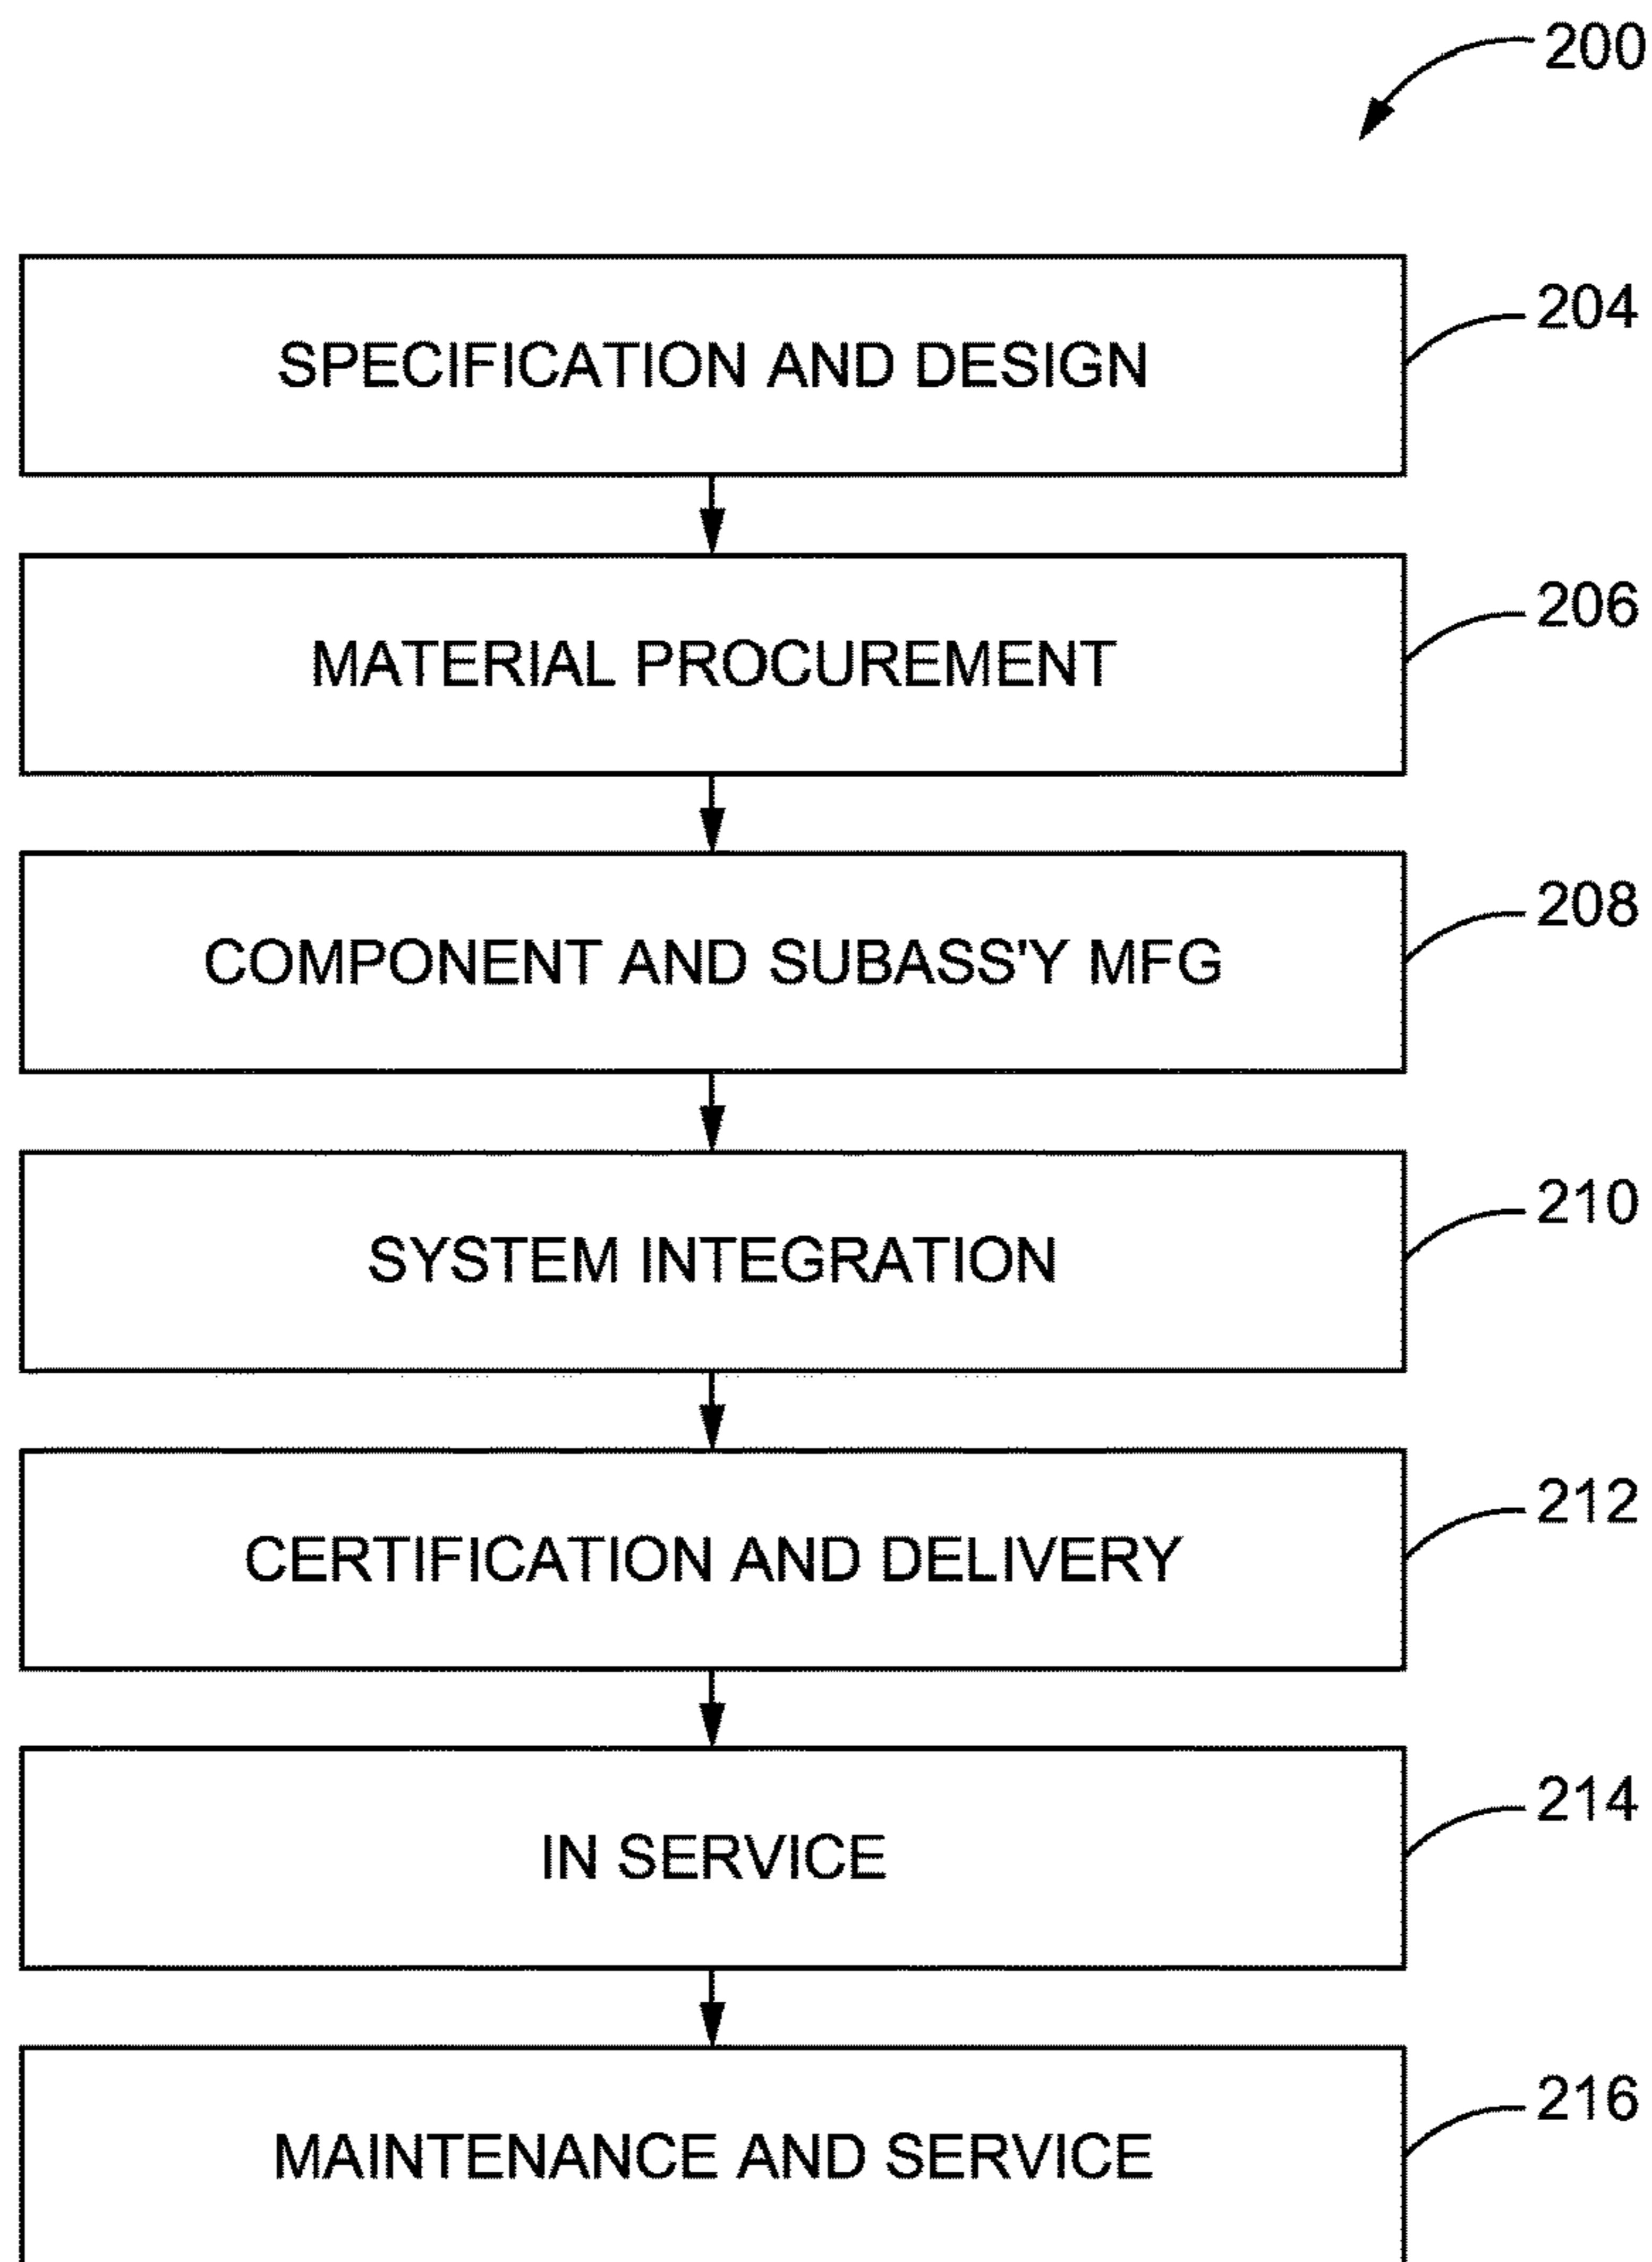 200
SPECIFICATION AND DESIGN
204
MATERIAL PROCUREMENT
206
COMPONENT AND SUBASS'Y MFG
208
SYSTEM INTEGRATION
210
CERTIFICATION AND DELIVERY
212
IN SERVICE
214
MAINTENANCE AND SERVICE
216